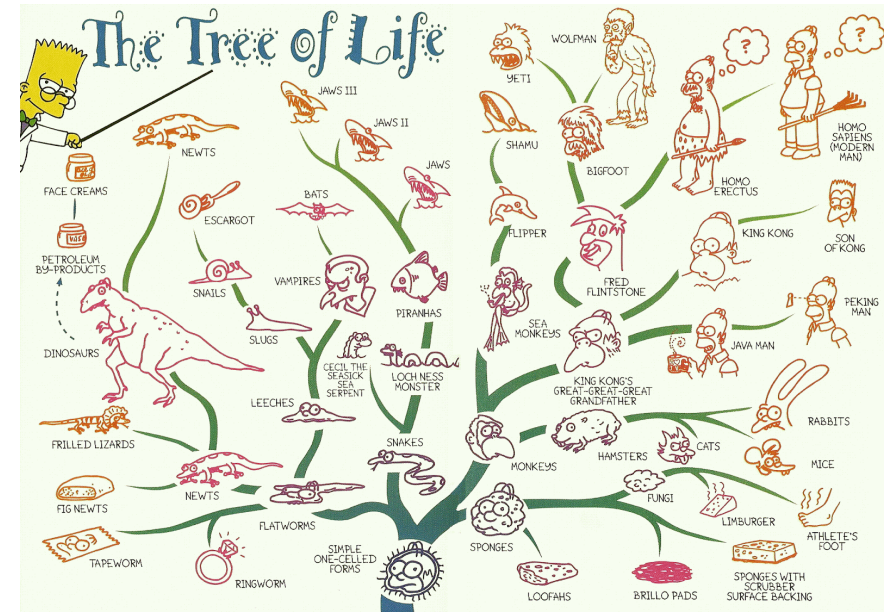 The Tree of Life
JAWS III
JAWS II
JAWS
YETI
WOLFMAN
?
?
HOMO
SAPIENS
(MODERN
MAN)
HOMO
ERECTUS
SHAMU
BIGFOOT
NEWTS
FACE CREAMS
ESCARGOT
BATS
FLIPPER
KING KONG
SON
OF KONG
PETROLEUM
BY-PRODUCTS
SNAILS
VAMPIRES
PIRANHAS
FRED
FLINTSTONE
SEA
MONKEYS
PEKING
MAN
JAVA MAN
DINOSAURS
SLUGS
CECIL THE
SEASICK
SEA
SERPENT
LOCH NESS
MONSTER
KING KONG'S
GREAT-GREAT-GREAT
GRANDFATHER
LEECHES
FRILLED LIZARDS
SNAKES
MONKEYS
HAMSTERS
CATS
RABBITS
MICE
NEWTS
FIG NEWTS
FLATWORMS
FUNGI
LIMBURGER
ATHLETE'S
FOOT
TAPEWORM
RINGWORM
SIMPLE
ONE-CELLED
FORMS
SPONGES
LOOFAHS
BRILLO PADS
SPONGES WITH
SCRUBBER
SURFACE BACKING